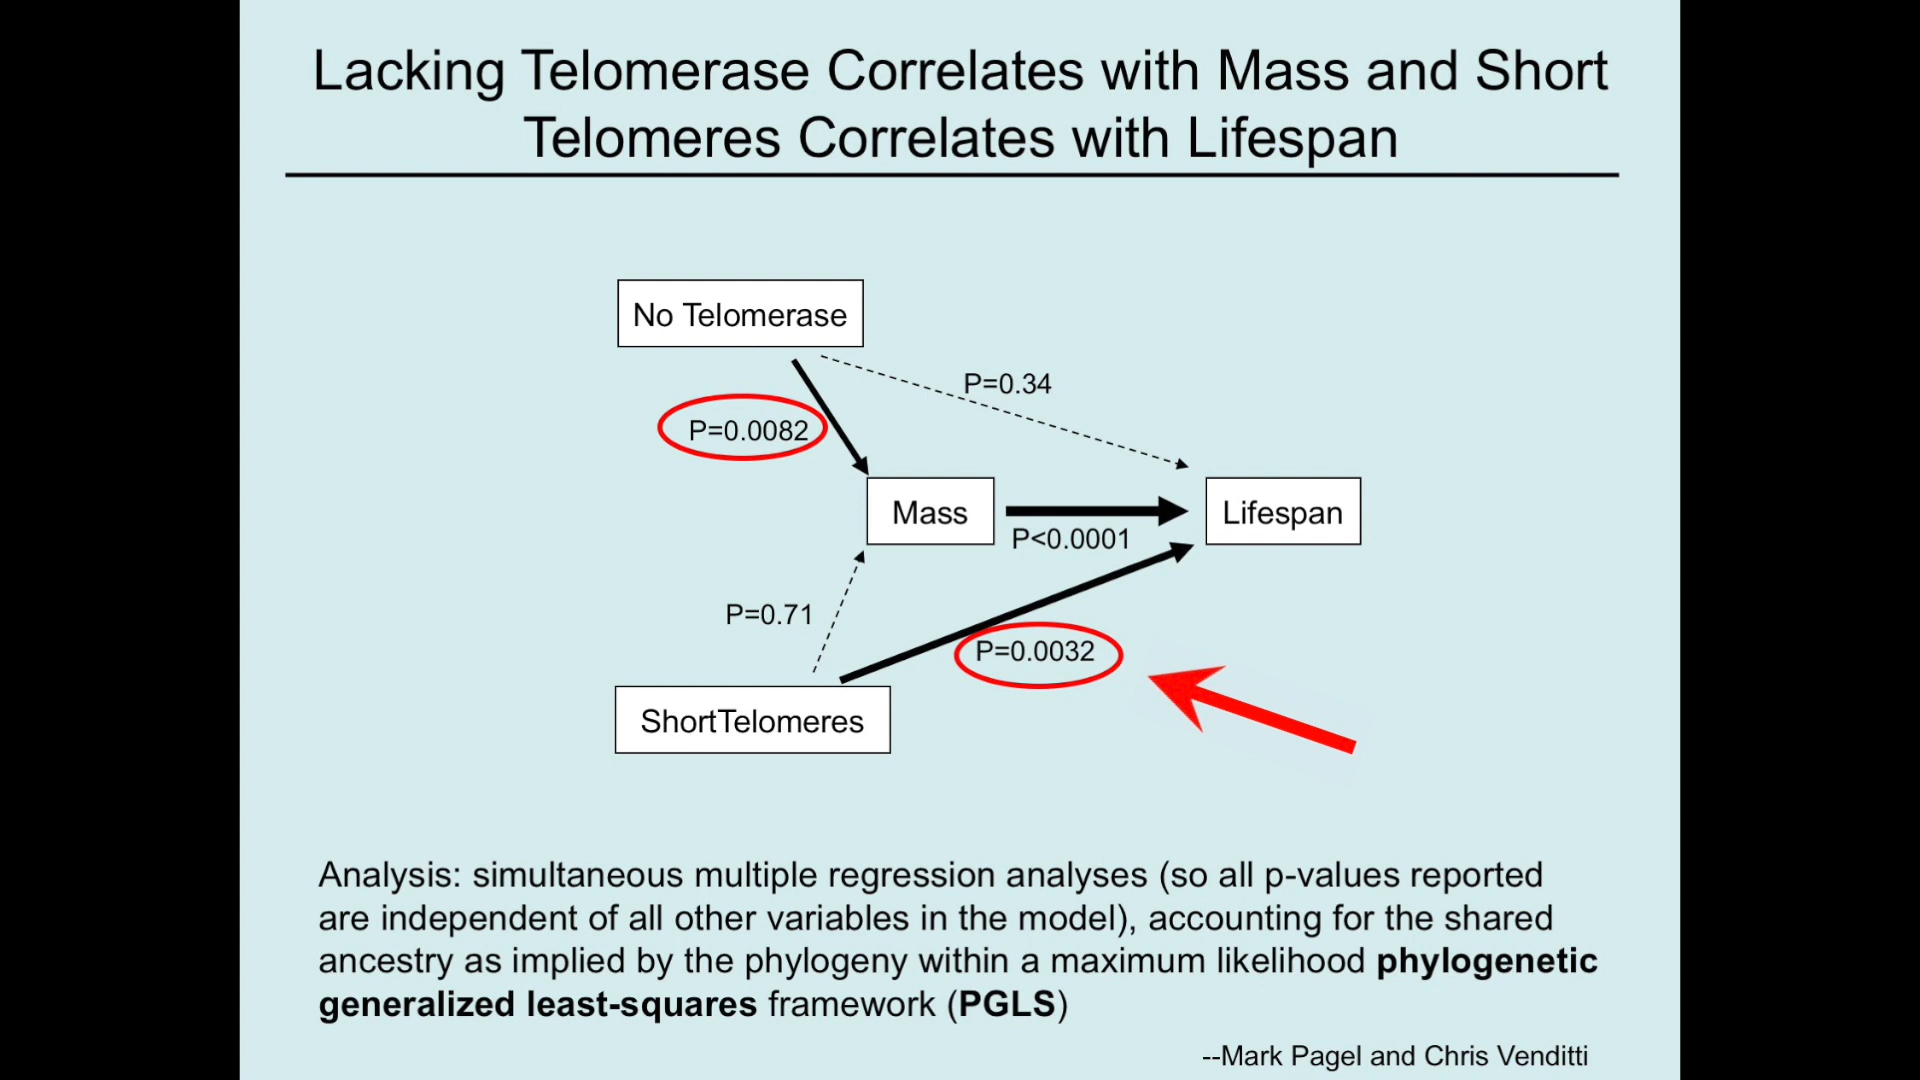 Lacking Telomerase Correlates with Mass and Short
Telomeres Correlates with Lifespan
No Telomerase
P=0.34
P=0.0082
Mass
Lifespan
P<0.0001
P=0.71
P=0.0032
ShortTelomeres
Analysis: simultaneous multiple regression analyses (so all p-values reported
are independent of all other variables in the model), accounting for the shared
ancestry as implied by the phylogeny within a maximum likelihood phylogenetic
generalized least-squares framework (PGLS)
--Mark Pagel and Chris Venditti